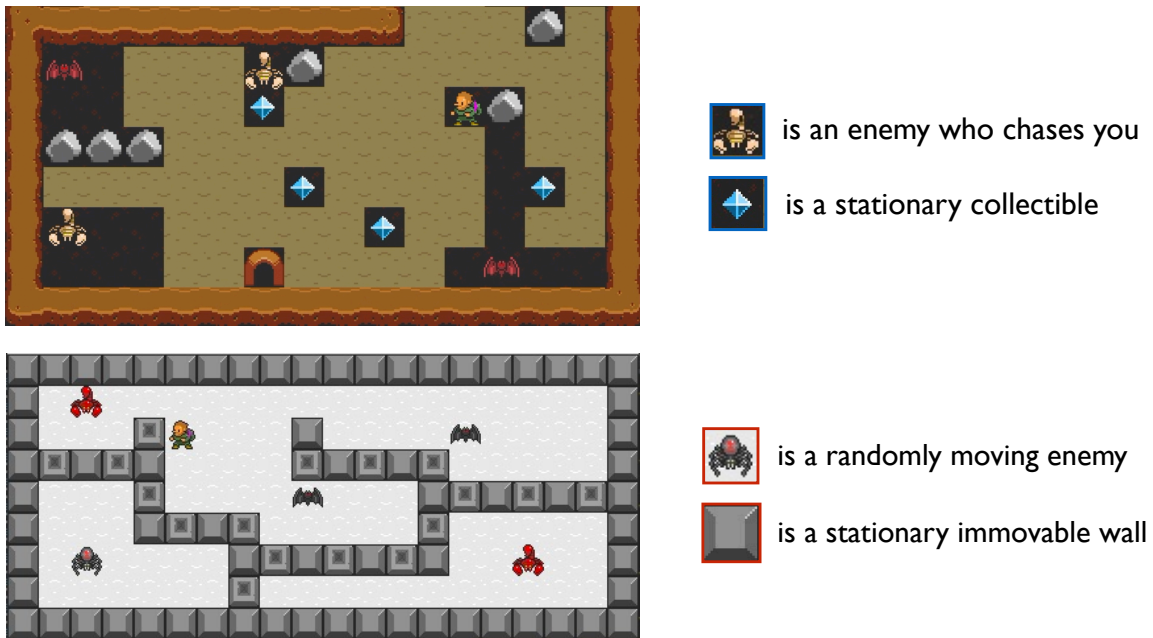 is an enemy who chases you
is a stationary collectible
is a randomly moving enemy
is a stationary immovable wall